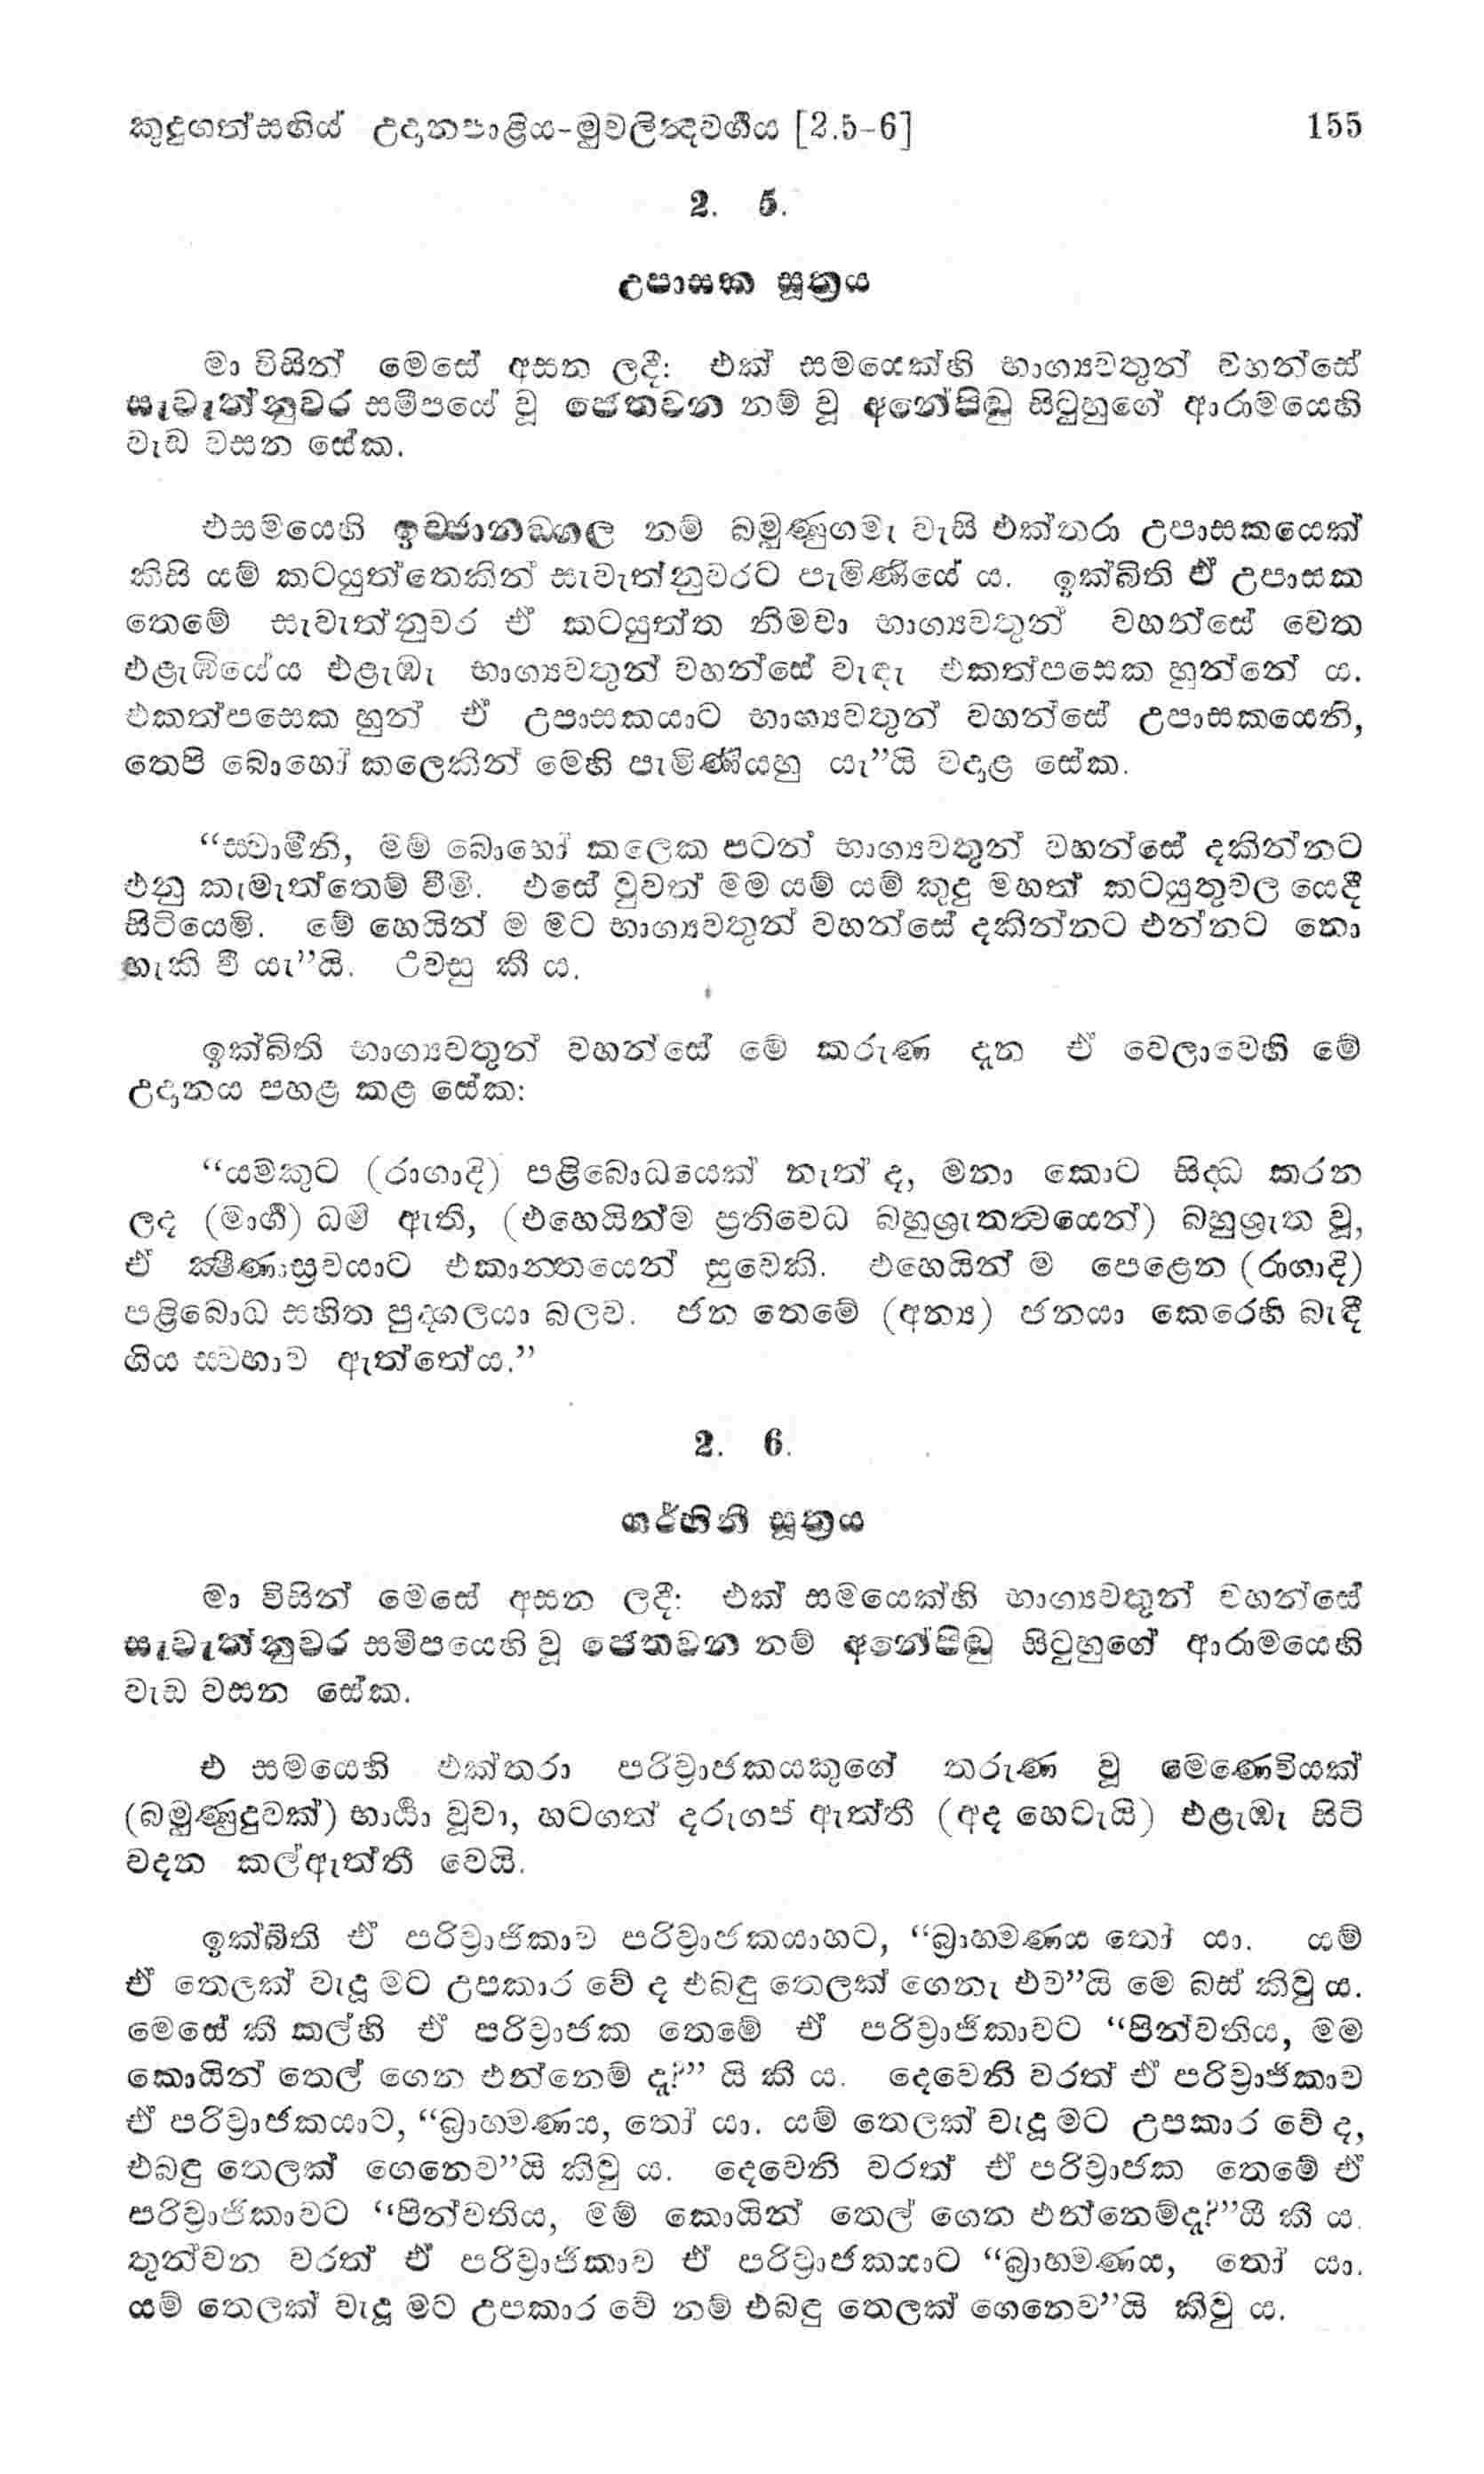 කුදුගත්සඟිය් උදානපාළිය-මුචලින්‍දවර්‍ගය [2.5-6] 155
2. 5.
උපාසක සූත්‍රය
මා විසින් මෙසේ අසන ලදී: එක් සමයෙක්හි භාග්‍යවතුන් වහන්සේ
සැවැත්නුවර සමීපයේ වූ ජෙතවන නම් වූ අනේපිඬු සිටුහුගේ ආරාමයෙහි
වැඩ වසන සේක.
එසමයෙහි ඉච්ඡානඞ්ගල නම් බමුණුගමැ වැසි එක්තරා උපාසකයෙක්
කිසි යම් කටයුත්තෙකින් සැවැත්නුවරට පැමිණියේ ය. ඉක්බිති ඒ උපාසක
තෙමේ සැවැත්නුවර ඒ කටයුත්ත නිමවා භාග්‍යවතුන් වහන්සේ වෙත
එළැඹියේය එළැඹැ භාග්‍යවතුන් වහන්සේ වැඳැ එකත්පසෙක හුන්නේ ය.
එකත්පසෙක හුන් ඒ උපාසකයාට භාග්‍යවතුන් වහන්සේ උපාසකයෙනි,
තෙපි බොහෝ කලෙකින් මෙහි පැමිණියහු යැ”යි වදාළ සේක.
“ස්වාමීනි, මම් බොහෝ කලෙක පටන් භාග්‍යවතුන් වහන්සේ දකින්නට
එනු කැමැත්තෙම් වීමි. එසේ වුවත් මම යම් යම් කුදු මහත් කටයුතුවල යෙදී
සිටියෙමි. මේ හෙයින් ම මට භාග්‍යවතුන් වහන්සේ දකින්නට එන්නට නො
හැකි වී යැ”යි. උවසු කී ය.
ඉක්බිති භාග්‍යවතුන් වහන්සේ මේ කරුණ දැන ඒ වෙලාවෙහි මේ
උදානය පහළ කළ සේක:
“යම්කුට (රාගාදි) පළිබොධයෙක් නැත් ද, මනා කොට සිද්ධ කරන
ලද (මාර්‍ග) ධර්‍ම ඇති, (එහෙයින්ම ප්‍රතිවෙධ බහුශ්‍රැතත්‍වයෙන්) බහුශ්‍රැත වූ,
ඒ ක්‍ෂීණාස්‍රවයාට එකාන්තයෙන් සුවෙකි. එහෙයින් ම පෙළෙන (රාගාදි)
පළිබොධ සහිත පුද්ගලයා බලව. ජන තෙමේ (අන්‍ය) ජනයා කෙරෙහි බැඳී
ගිය ස්වභාව ඇත්තේය.”
2. 6.
ගර්භිනී සූත්‍රය
මා විසින් මෙසේ අසන ලදී: එක් සමයෙක්හි භාග්‍යවතුන් වහන්සේ
සැවැත්නුවර සමීපයෙහි වූ ජෙතවන නම් අනේපිඬු සිටුහුගේ ආරාමයෙහි
වැඩ වසන සේක.
එ සමයෙහි එක්තරා පරිව්‍රාජකයකුගේ තරුණ වූ මෙණෙවියක්
(බමුණුදුවක්) භාර්‍ය්‍යා වූවා, හටගත් දරුගප් ඇත්තී (අද හෙටැයි) එළැඹැ සිටි
වදන කල්ඇත්තී වෙයි.
ඉක්බිති ඒ පරිව්‍රාජිකාව පරිව්‍රාජකයාහට, “බ්‍රාහ්මණය තෝ යා. යම්
ඒ තෙලක් වැදූ මට උපකාර වේ ද එබඳු තෙලක් ගෙනැ එව”යි මෙ බස් කිවු ය.
මෙසේ කී කල්හි ඒ පරිව්‍රාජක තෙමේ ඒ පරිව්‍රාජිකාවට “පින්වතිය, මම
කොයින් තෙල් ගෙන එන්නෙම් දැ?” යි කී ය. දෙවෙනි වරත් ඒ පරිව්‍රාජිකාව
ඒ පරිව්‍රාජකයාට, “බ්‍රාහ්මණය, තෝ යා. යම් තෙලක් වැදූ මට උපකාර වේ ද,
එබඳු තෙලක් ගෙනෙව”යි කිවු ය. දෙවෙනි වරත් ඒ පරිව්‍රාජක තෙමේ ඒ
පරිව්‍රාජිකාවට “පින්වතිය, මම් කොයින් තෙල් ගෙන එන්නෙම්දැ?”යි කී ය.
තුන්වන වරත් ඒ පරිව්‍රාජිකාව ඒ පරිව්‍රාජකයාට “බ්‍රාහ්මණය, තෝ යා.
යම් තෙලක් වැදූ මට උපකාර වේ නම් එබඳු තෙලක් ගෙනෙව”යි කිවු ය.